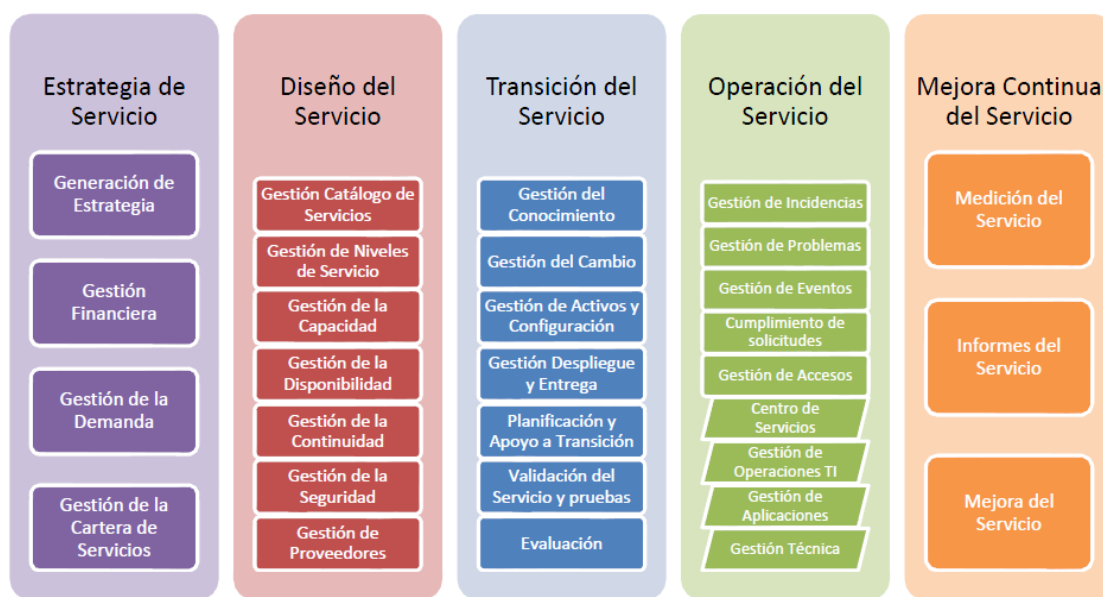 Estrategia de
Servicio
Generación de
Estrategia
Gestión
Financiera
Gestión de la
Demanda
Gestión de la
Cartera de
Servicios
Diseño del
Servicio
Gestión Catálogo de
Servicios
Gestión de Niveles
de Servicio
Gestión de la
Capacidad
Gestión de la
Disponibilidad
Gestión de la
Continuidad
Gestión de la
Seguridad
Gestión de
Proveedores
Transición del
Servicio
Gestión del
Conocimiento
Gestión del Cambio
Gestión de Activos y
Configuración
Gestión Despliegue
y Entrega
Planificación y
Apoyo a Transición
Validación del
Servicio y pruebas
Evaluación
Operación del
Servicio
Gestión de Incidencias
Gestión de Problemas
Gestión de Eventos
Cumplimiento de
solicitudes
Gestión de Accesos
Centro de
Servicios
Gestión de
Operaciones TI
Gestión de
Aplicaciones
Gestión Técnica
Mejora Continua
del Servicio
Medición del
Servicio
Informes del
Servicio
Mejora del
Servicio